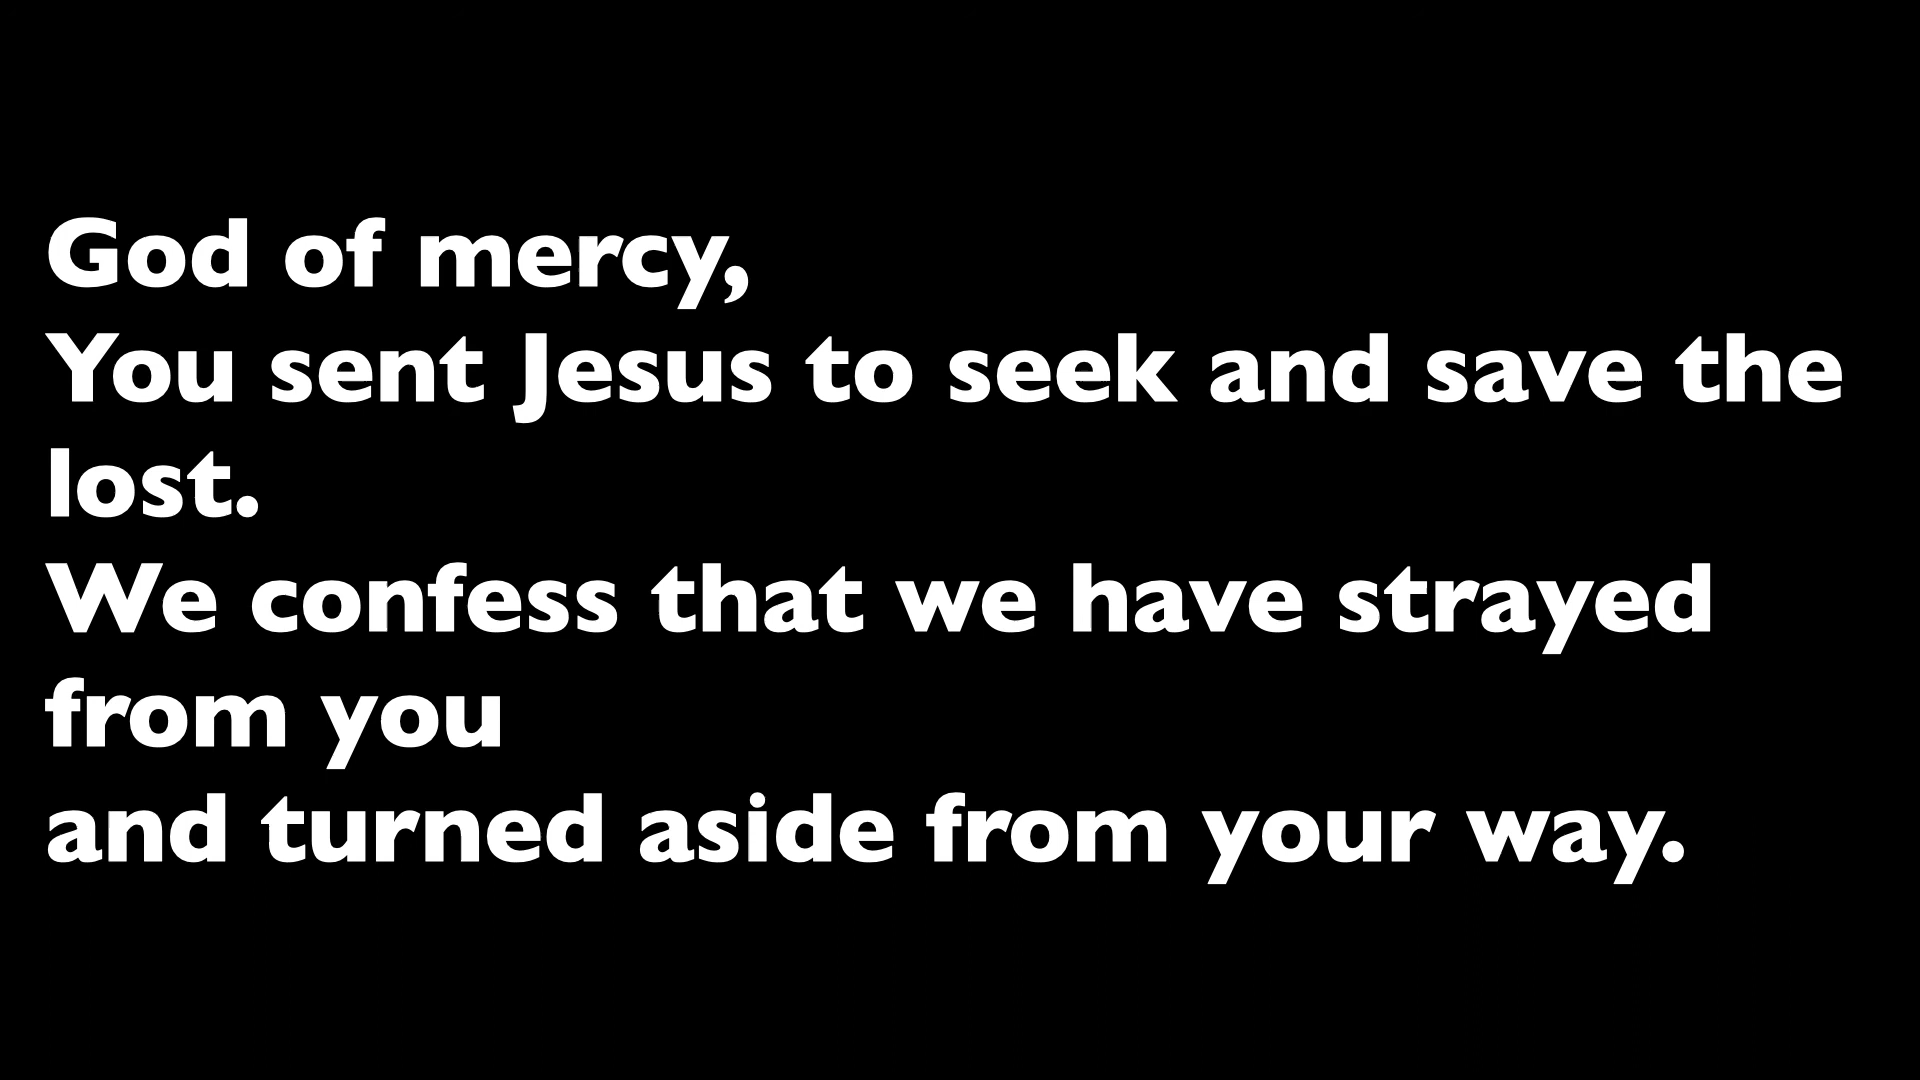 God of mercy,
You sent Jesus to seek and save the
lost.
We confess that we have strayed
from you
and turned aside from your way.